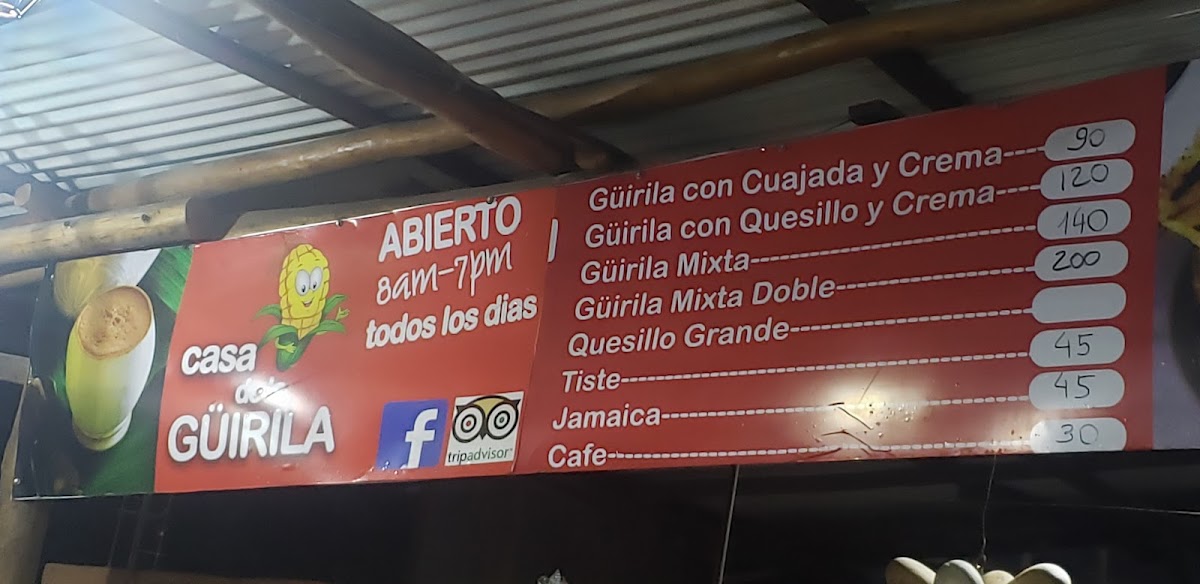 casa
de la
GÜIRILA
ABIERTO
8am-7pm
todos los dias
tripadvisor
Güirila con Cuajada y Crema---- 90
Güirila con Quesillo y Crema---- 120
Güirila Mixta---------------------------- 140
Güirila Mixta Doble-------------------- 200
Quesillo Grande-------------------------
Tiste---------------------------------------- 45
Jamaica------------------------------------ 45
Cafe----------------------------------------- 30